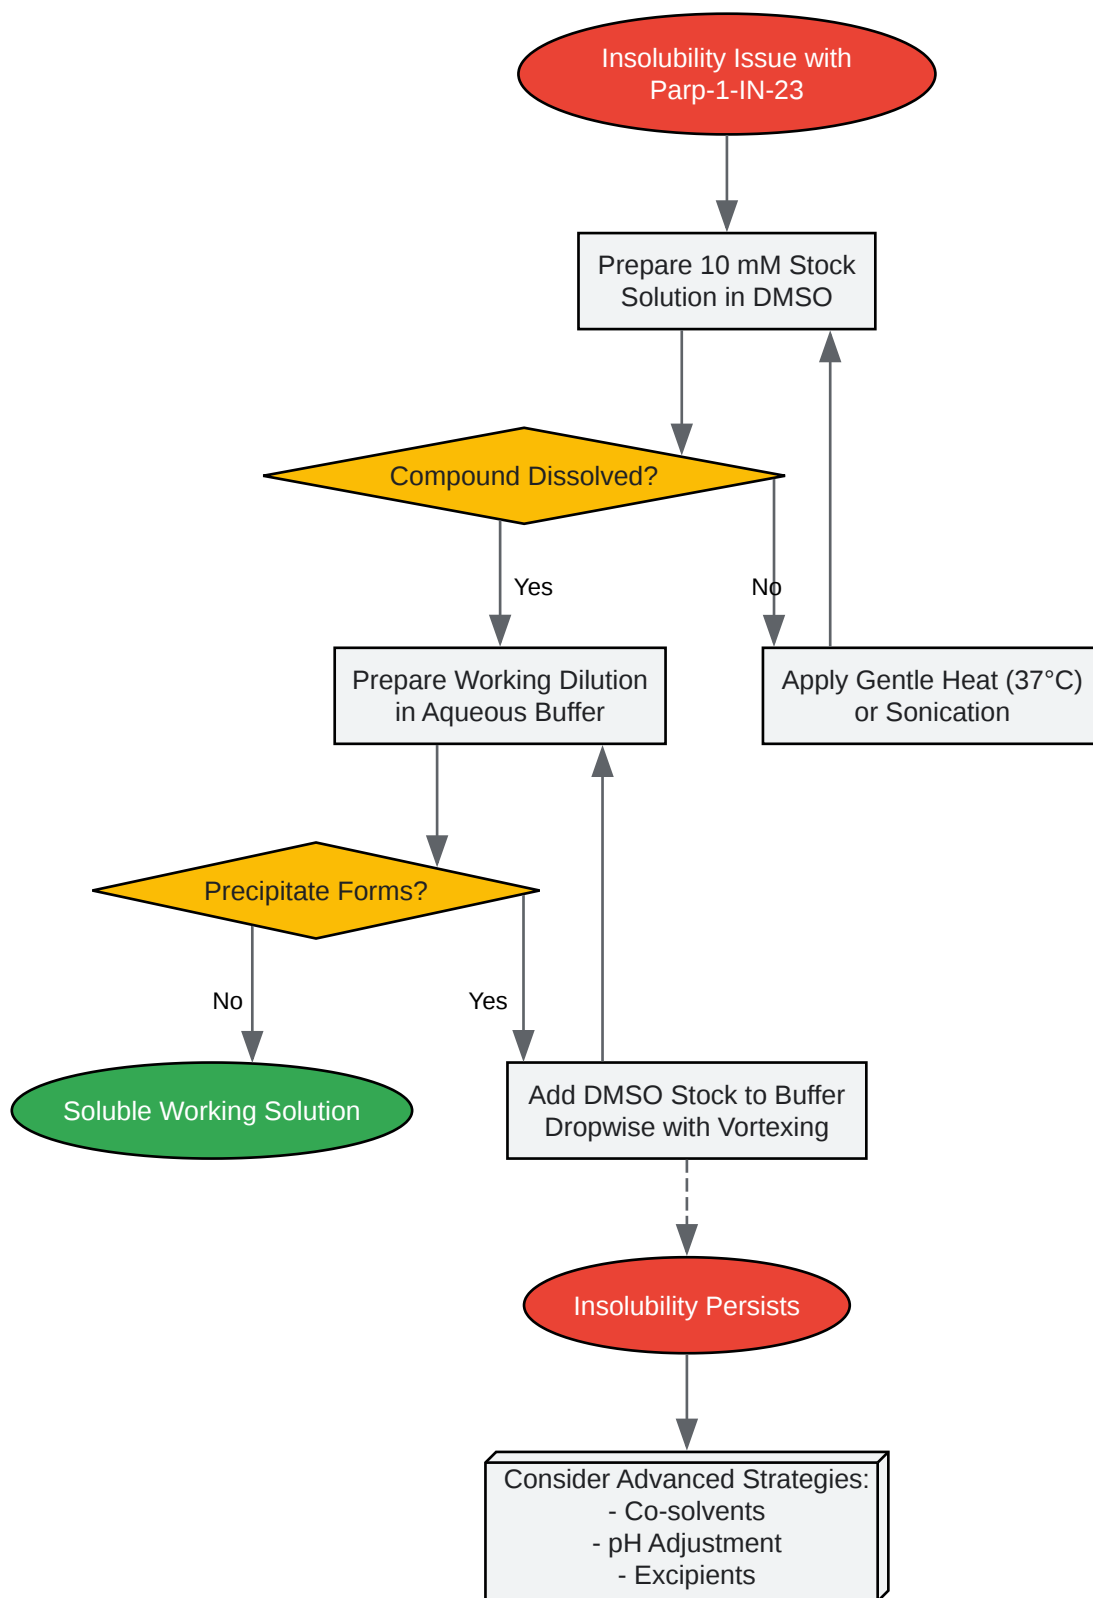 Insolubility Issue with
Parp-1-IN-23
Prepare 10 mM Stock
Solution in DMSO
Compound Dissolved?
Yes
No
Prepare Working Dilution
in Aqueous Buffer
Apply Gentle Heat (37°C)
or Sonication
Precipitate Forms?
No
Yes
Soluble Working Solution
Add DMSO Stock to Buffer
Dropwise with Vortexing
Insolubility Persists
Consider Advanced Strategies:
- Co-solvents
- pH Adjustment
- Excipients